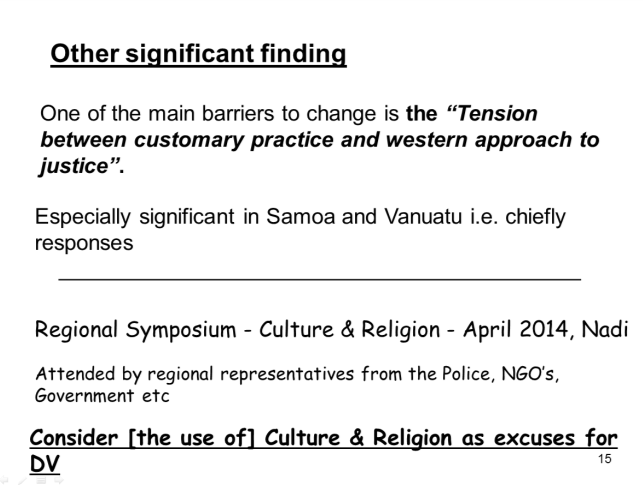 Other significant finding
One of the main barriers to change is the “Tension
between customary practice and western approach to
justice”.
Especially significant in Samoa and Vanuatu i.e. chiefly
responses
Regional Symposium - Culture & Religion - April 2014, Nadi
Attended by regional representatives from the Police, NGO’s,
Government etc
Consider [the use of] Culture & Religion as excuses for
DV
15